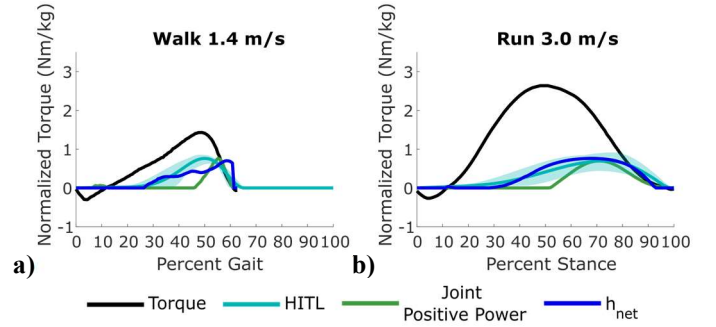 Walk 1.4 m/s
Normalized Torque (Nm/kg)
3
2
1
0
-1
0 10 20 30 40 50 60 70 80 90 100
Percent Gait
a)
Run 3.0 m/s
Normalized Torque (Nm/kg)
3
2
1
0
-1
0 10 20 30 40 50 60 70 80 90 100
Percent Stance
b)
Torque
HITL
Joint
Positive Power
h_net